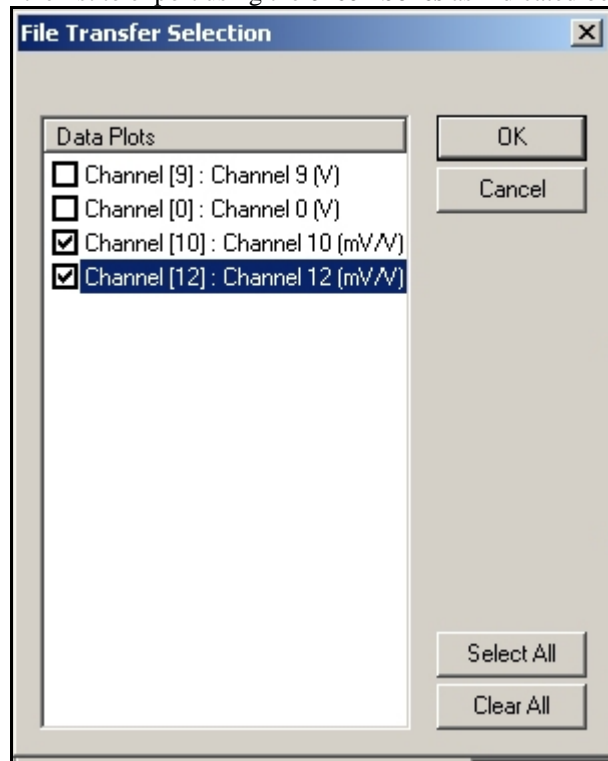 File Transfer Selection
Data Plots
Channel [9] : Channel 9 (V)
Channel [0] : Channel 0 (V)
Channel [10] : Channel 10 (mV/V)
Channel [12] : Channel 12 (mV/V)
OK
Cancel
Select All
Clear All